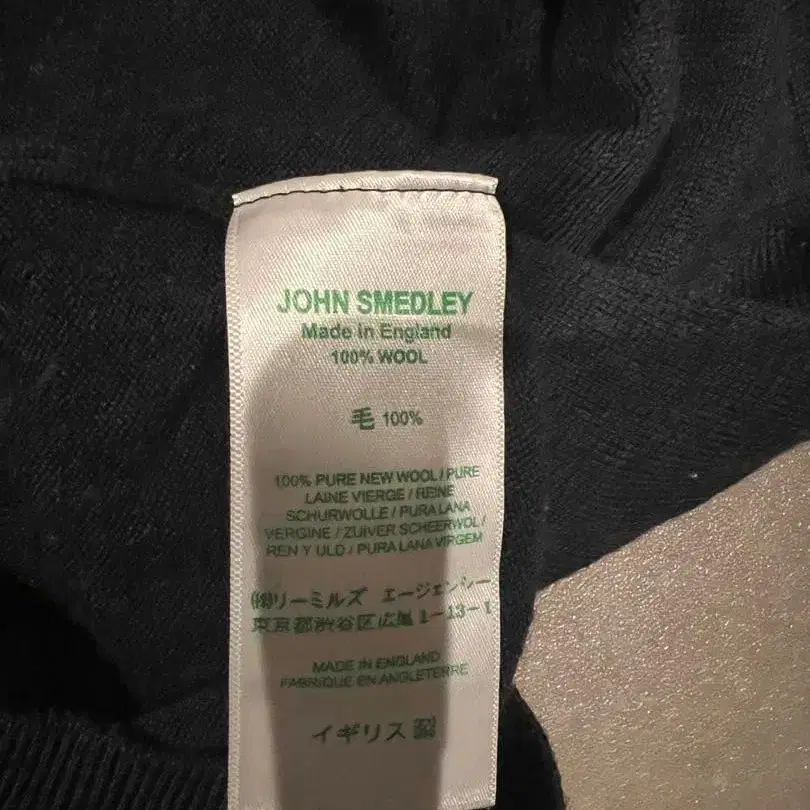 JOHN SMEDLEY
Made in England
100% WOOL
毛 100%
100% PURE NEW WOOL / PURE
LAINE VIERGE / REINE
SCHURWOLLE / PURA LANA
VERGINE / ZUIVER SCHEERWOL /
REN Y ULD / PURA LANA VIRGEM
(株)リーミルズ エージェンシー
東京都渋谷区広尾 1-13-1
MADE IN ENGLAND
FABRIQUE EN ANGLETERRE
イギリス製